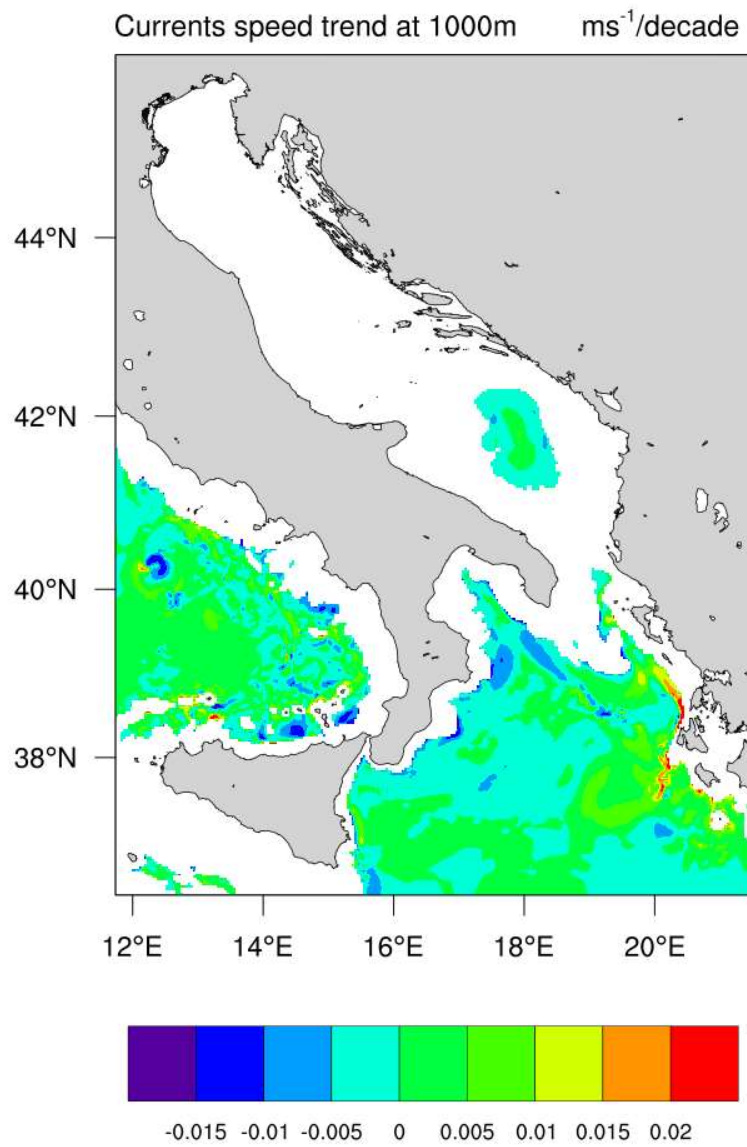 Currents speed trend at 1000m ms⁻¹/decade
44°N
42°N
40°N
38°N
12°E 14°E 16°E 18°E 20°E
-0.015 -0.01 -0.005 0 0.005 0.01 0.015 0.02